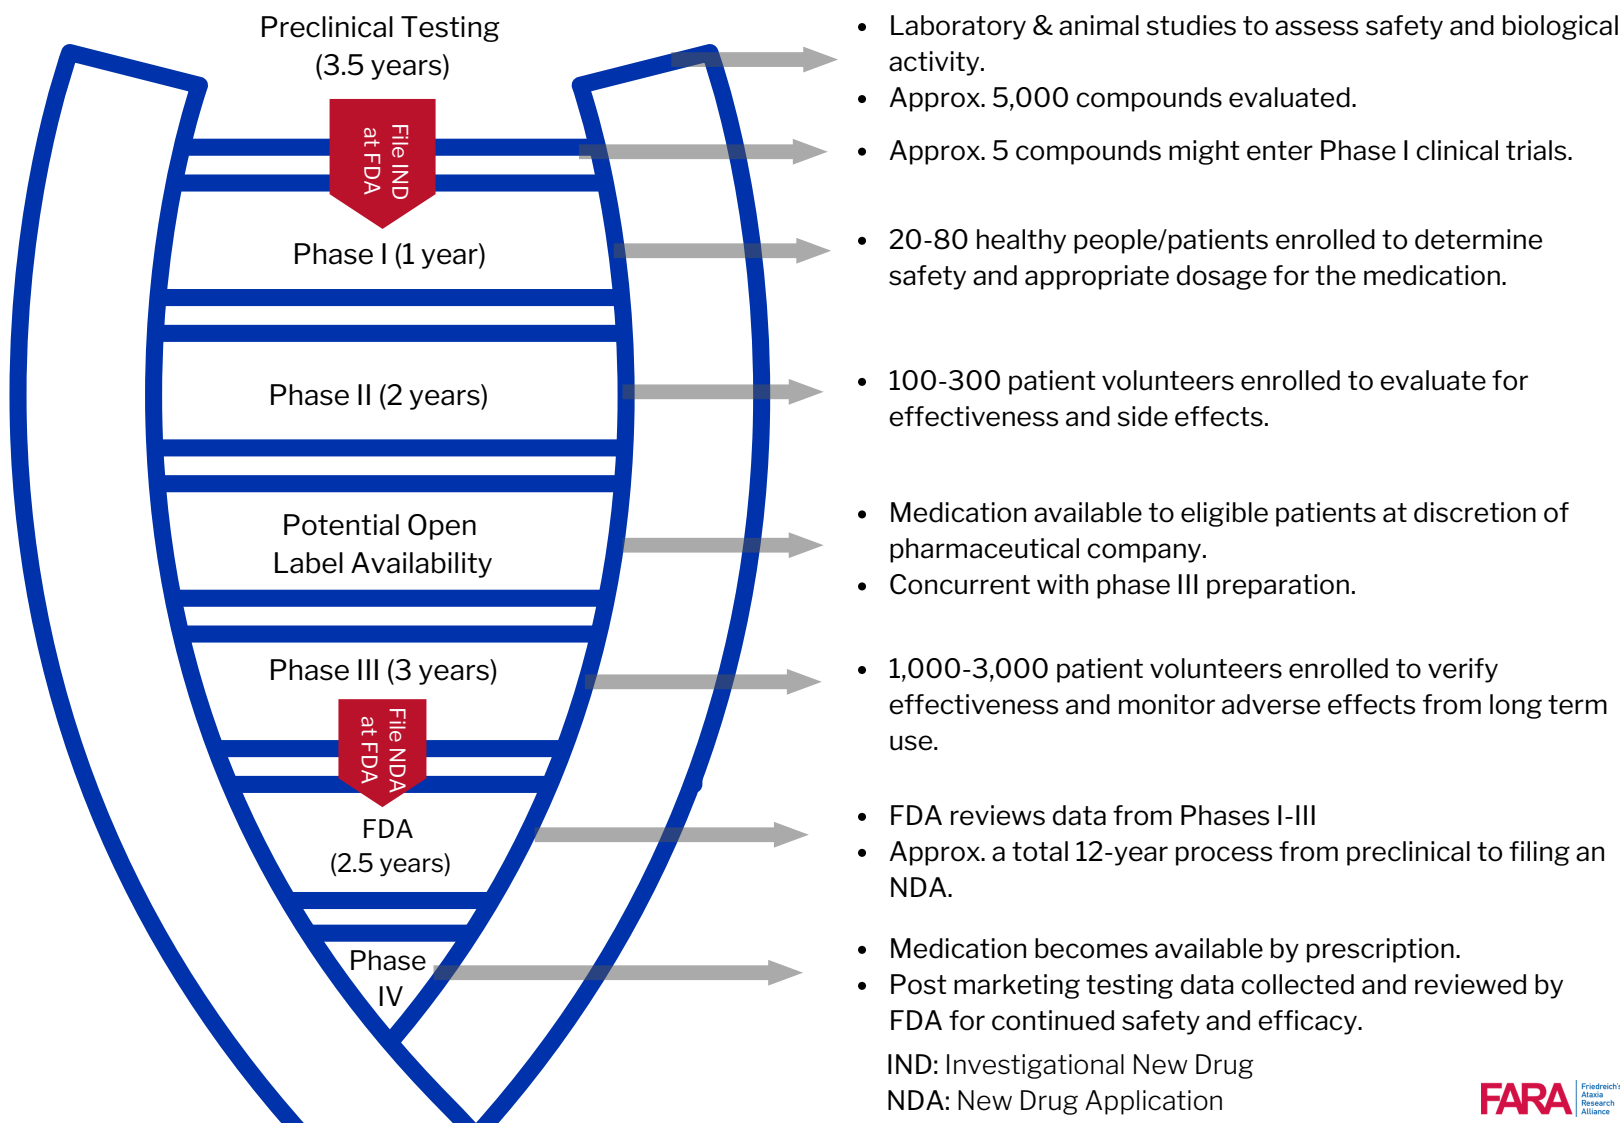 Preclinical Testing
(3.5 years)
File IND
at FDA
Phase I (1 year)
Phase II (2 years)
Potential Open
Label Availability
Phase III (3 years)
File NDA
at FDA
FDA
(2.5 years)
Phase
IV
• Laboratory & animal studies to assess safety and biological
activity.
• Approx. 5,000 compounds evaluated.
• Approx. 5 compounds might enter Phase I clinical trials.
• 20-80 healthy people/patients enrolled to determine
safety and appropriate dosage for the medication.
• 100-300 patient volunteers enrolled to evaluate for
effectiveness and side effects.
• Medication available to eligible patients at discretion of
pharmaceutical company.
• Concurrent with phase III preparation.
• 1,000-3,000 patient volunteers enrolled to verify
effectiveness and monitor adverse effects from long term
use.
• FDA reviews data from Phases I-III
• Approx. a total 12-year process from preclinical to filing an
NDA.
• Medication becomes available by prescription.
• Post marketing testing data collected and reviewed by
FDA for continued safety and efficacy.
IND: Investigational New Drug
NDA: New Drug Application
FARA
Friedreich's
Ataxia
Research
Alliance